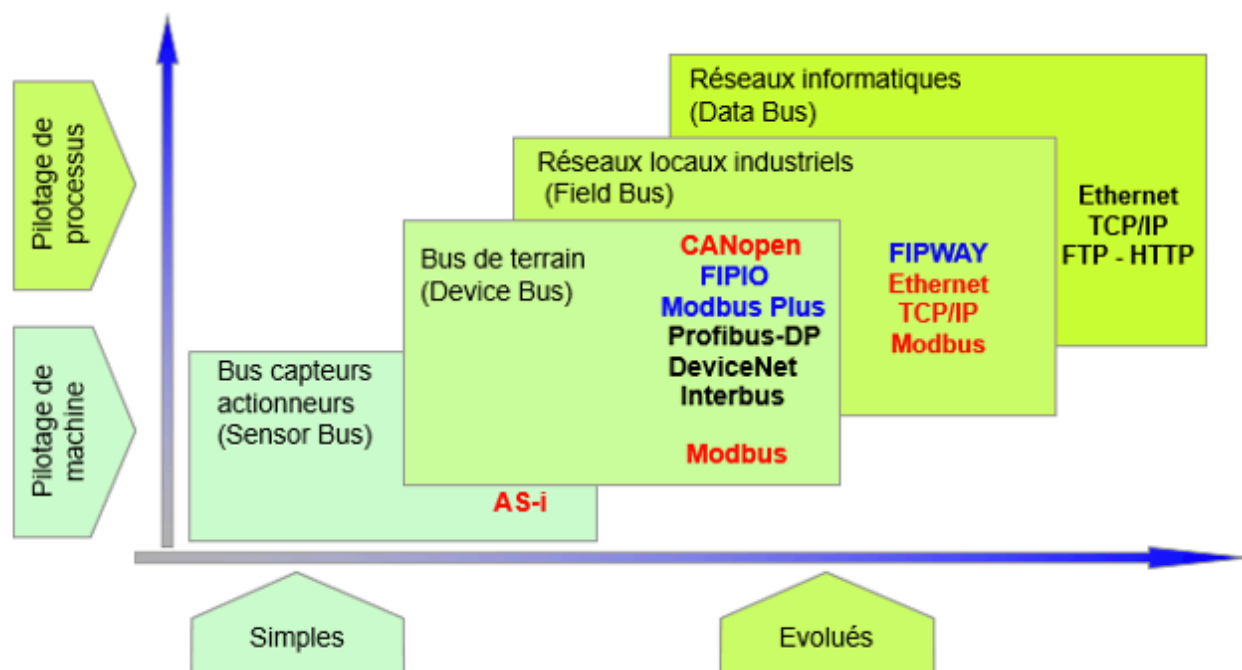 Pilotage de
processus
Pilotage de
machine
Réseaux informatiques
(Data Bus)
Ethernet
TCP/IP
FTP - HTTP
Réseaux locaux industriels
(Field Bus)
FIPWAY
Ethernet
TCP/IP
Modbus
Bus de terrain
(Device Bus)
CANopen
FIPIO
Modbus Plus
Profibus-DP
DeviceNet
Interbus
Modbus
Bus capteurs
actionneurs
(Sensor Bus)
AS-i
Simples
Evolués